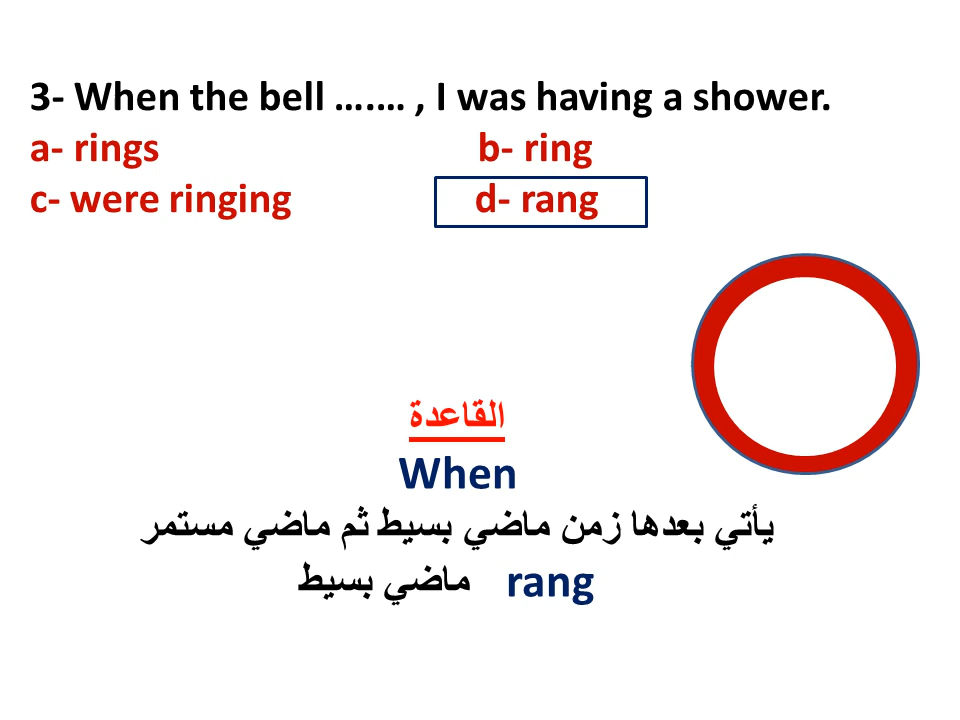 3- When the bell ……. , I was having a shower.
a- rings b- ring
c- were ringing d- rang
القاعدة
When
يأتي بعدها زمن ماضي بسيط ثم ماضي مستمر
rang ماضي بسيط